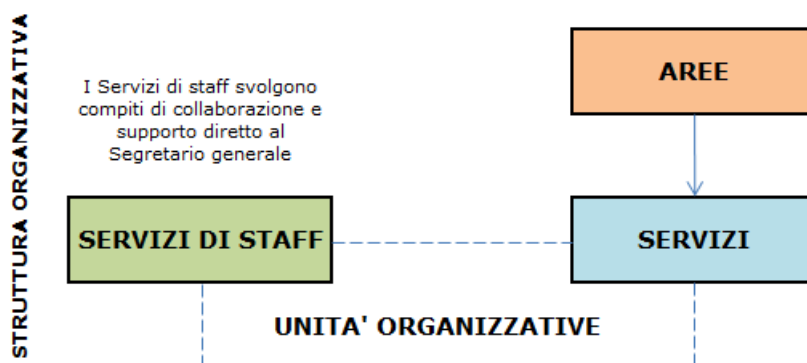 STRUTTURA ORGANIZZATIVA
AREE
I Servizi di staff svolgono
compiti di collaborazione e
supporto diretto al
Segretario generale
SERVIZI DI STAFF
SERVIZI
UNITA' ORGANIZZATIVE